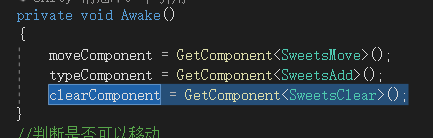 private void Awake()
{
moveComponent = GetComponent<SweetsMove>();
typeComponent = GetComponent<SweetsAdd>();
clearComponent = GetComponent<SweetsClear>();
}
//判断是否可以移动